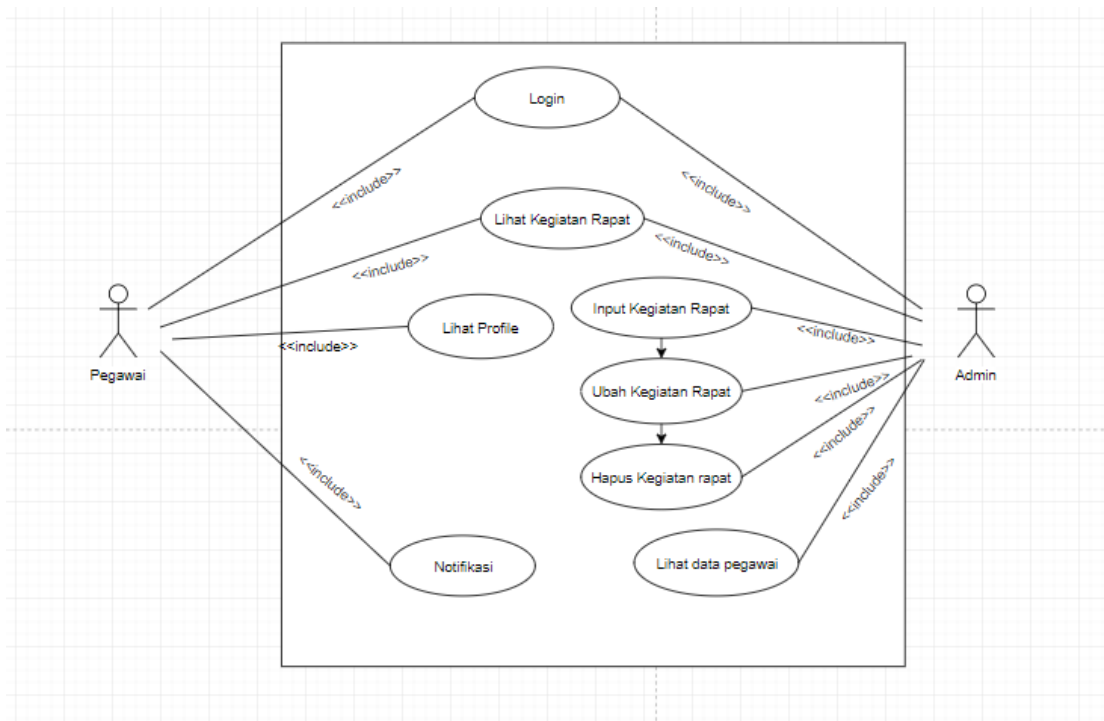 Login
<<include>>
<<include>>
Lihat Kegiatan Rapat
<<include>>
<<include>>
Input Kegiatan Rapat
Lihat Profile
<<include>>
<<include>>
Pegawai
Admin
Ubah Kegiatan Rapat
<<include>>
<<include>>
Hapus Kegiatan rapat
<<include>>
<<include>>
Notifikasi
Lihat data pegawai